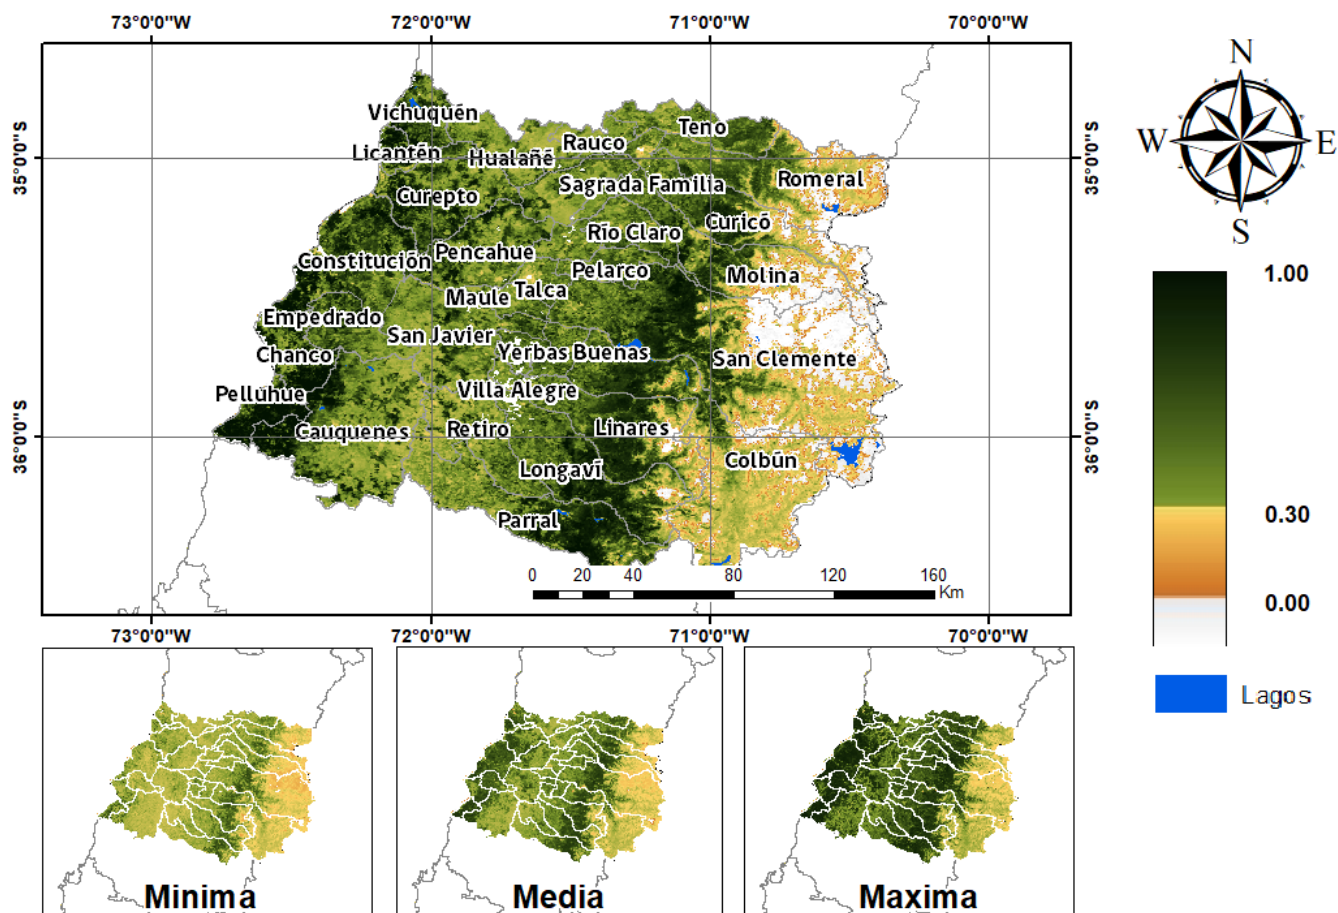 73°0'0"W 72°0'0"W 71°0'0"W 70°0'0"W
N
W E
S
35°0'0"S 35°0'0"S
36°0'0"S 36°0'0"S
Vichuquén
Teno
Licantén Hualañé Rauco
Romeral
Sagrada Familia
Curepto
Curicó
Río Claro
Pencahue
Constitución
Pelarco Molina
Talca
Maule
Empedrado
San Javier
Chanco Yerbas Buenas San Clemente
Pelluhue Villa Alegre
Cauquenes Retiro Linares
Colbún
Longaví
Parral
0 20 40 80 120 160
Km
73°0'0"W 72°0'0"W 71°0'0"W 70°0'0"W
1.00
0.30
0.00
Lagos
Minima Media Maxima